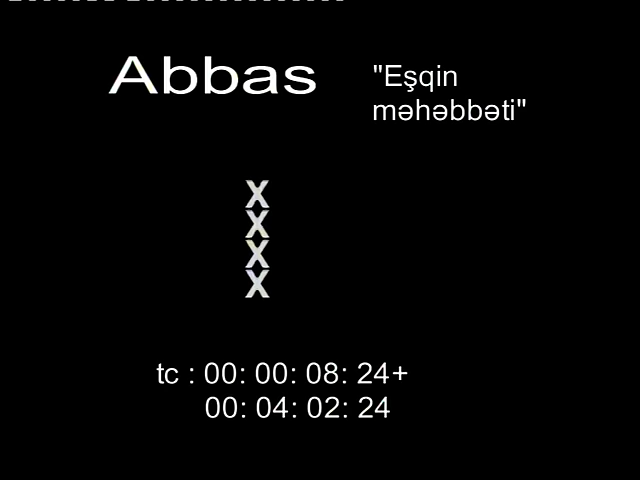 Abbas
"Eşqin
məhəbbəti"
X
X
X
X
tc : 00: 00: 08: 24+
00: 04: 02: 24